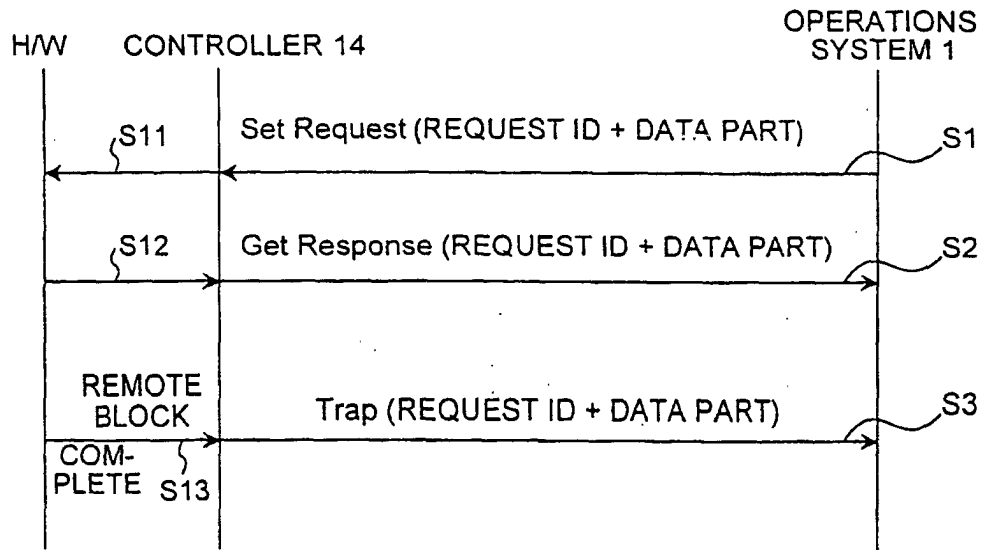 OPERATIONS
SYSTEM 1
H/W
CONTROLLER 14
S11
Set Request (REQUEST ID + DATA PART)
S1
S12
Get Response (REQUEST ID + DATA PART)
S2
REMOTE
BLOCK
Trap (REQUEST ID + DATA PART)
S3
COM-
PLETE
S13